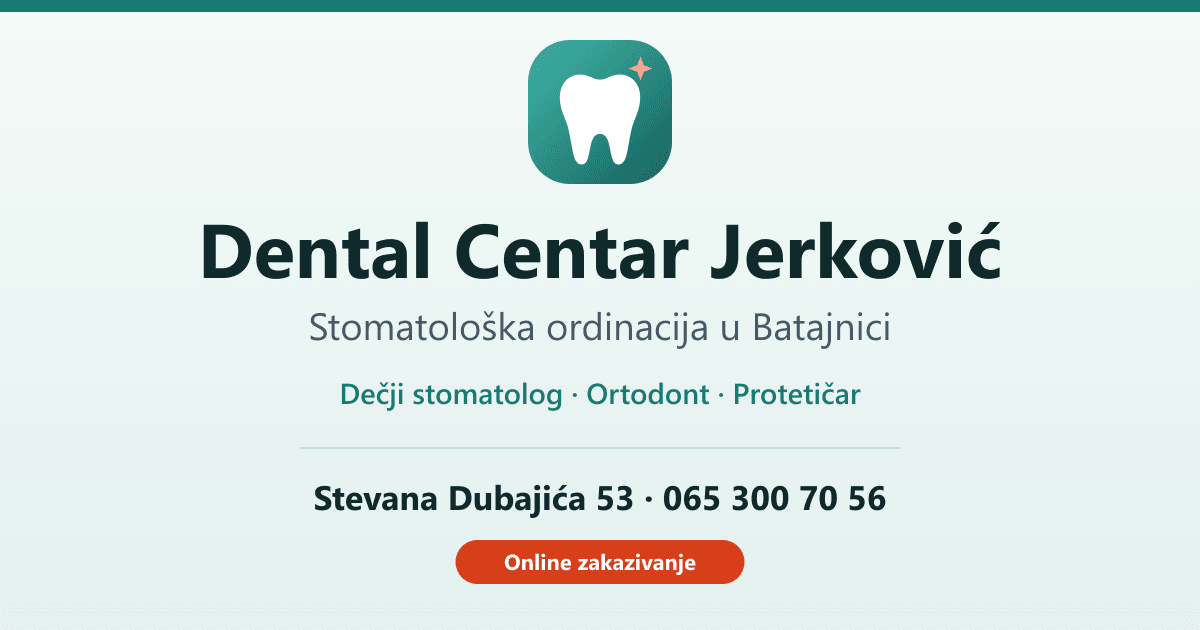 Dental Centar Jerković
Stomatološka ordinacija u Batajnici
Dečji stomatolog · Ortodont · Protetičar
Stevana Dubajića 53 · 065 300 70 56
Online zakazivanje